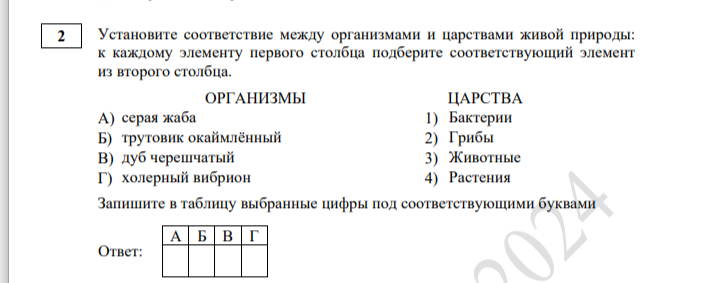 2
Установите соответствие между организмами и царствами живой природы:
к каждому элементу первого столбца подберите соответствующий элемент
из второго столбца.
ОРГАНИЗМЫ ЦАРСТВА
А) серая жаба 1) Бактерии
Б) трутовик окаймлённый 2) Грибы
В) дуб черешчатый 3) Животные
Г) холерный вибрион 4) Растения
Запишите в таблицу выбранные цифры под соответствующими буквами
А Б В Г
Ответ:
2024